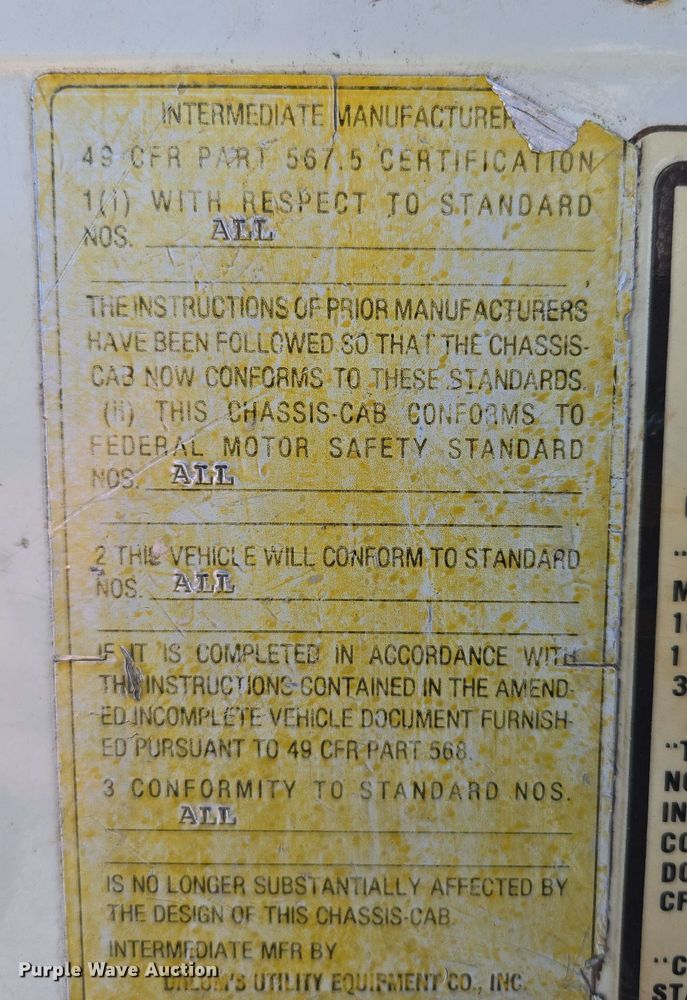 INTERMEDIATE MANUFACTURER
49 CFR PART 567.5 CERTIFICATION
1(i) WITH RESPECT TO STANDARD
NOS. ALL
THE INSTRUCTIONS OF PRIOR MANUFACTURERS
HAVE BEEN FOLLOWED SO THAT THE CHASSIS-
CAB NOW CONFORMS TO THESE STANDARDS.
(ii) THIS CHASSIS-CAB CONFORMS TO
FEDERAL MOTOR SAFETY STANDARD
NOS. ALL
2 THIS VEHICLE WILL CONFORM TO STANDARD
NOS. ALL
IF IT IS COMPLETED IN ACCORDANCE WITH
THE INSTRUCTIONS CONTAINED IN THE AMEND-
ED INCOMPLETE VEHICLE DOCUMENT FURNISH-
ED PURSUANT TO 49 CFR PART 568.
3 CONFORMITY TO STANDARD NOS.
ALL
IS NO LONGER SUBSTANTIALLY AFFECTED BY
THE DESIGN OF THIS CHASSIS-CAB.
INTERMEDIATE MFR BY
UTILITY EQUIPMENT CO., INC.
Purple Wave Auction